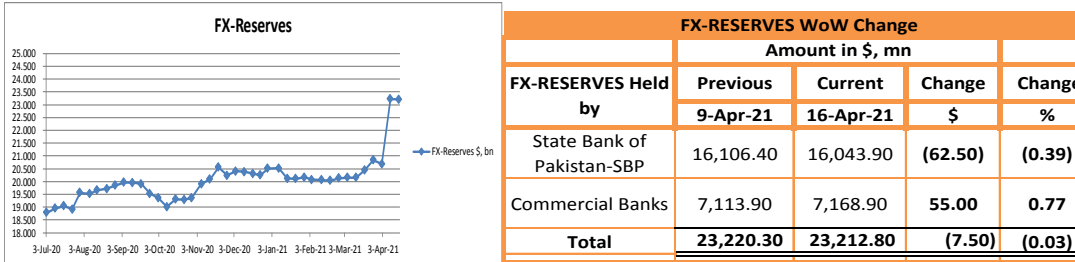 FX-Reserves
25.000
24.500
24.000
23.500
23.000
22.500
22.000
21.500
21.000
20.500
20.000
19.500
19.000
18.500
18.000
3-Jul-20 3-Aug-20 3-Sep-20 3-Oct-20 3-Nov-20 3-Dec-20 3-Jan-21 3-Feb-21 3-Mar-21 3-Apr-21
FX-Reserves $, bn
FX-RESERVES WoW Change
Amount in $, mn
FX-RESERVES Held by Previous Current Change Change
9-Apr-21 16-Apr-21 $ %
State Bank of Pakistan-SBP 16,106.40 16,043.90 (62.50) (0.39)
Commercial Banks 7,113.90 7,168.90 55.00 0.77
Total 23,220.30 23,212.80 (7.50) (0.03)